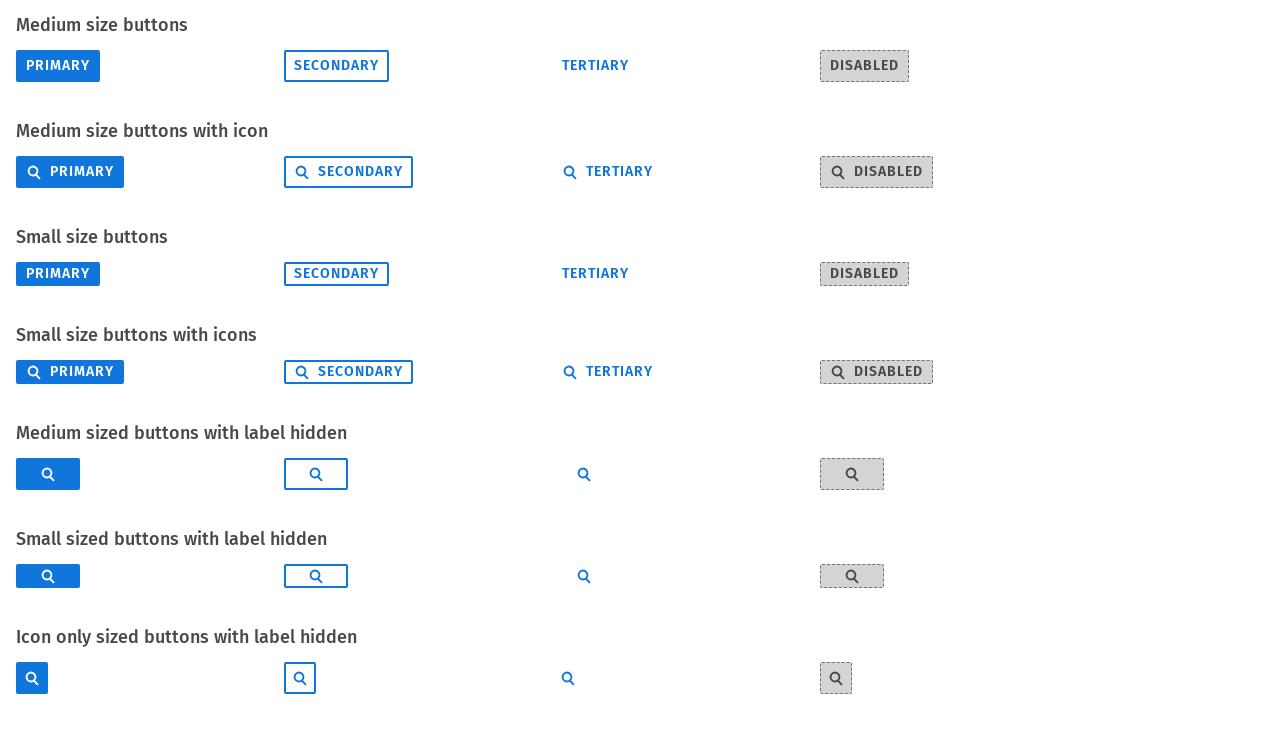 Medium size buttons
PRIMARY SECONDARY TERTIARY DISABLED
Medium size buttons with icon
PRIMARY SECONDARY TERTIARY DISABLED
Small size buttons
PRIMARY SECONDARY TERTIARY DISABLED
Small size buttons with icons
PRIMARY SECONDARY TERTIARY DISABLED
Medium sized buttons with label hidden
Small sized buttons with label hidden
Icon only sized buttons with label hidden